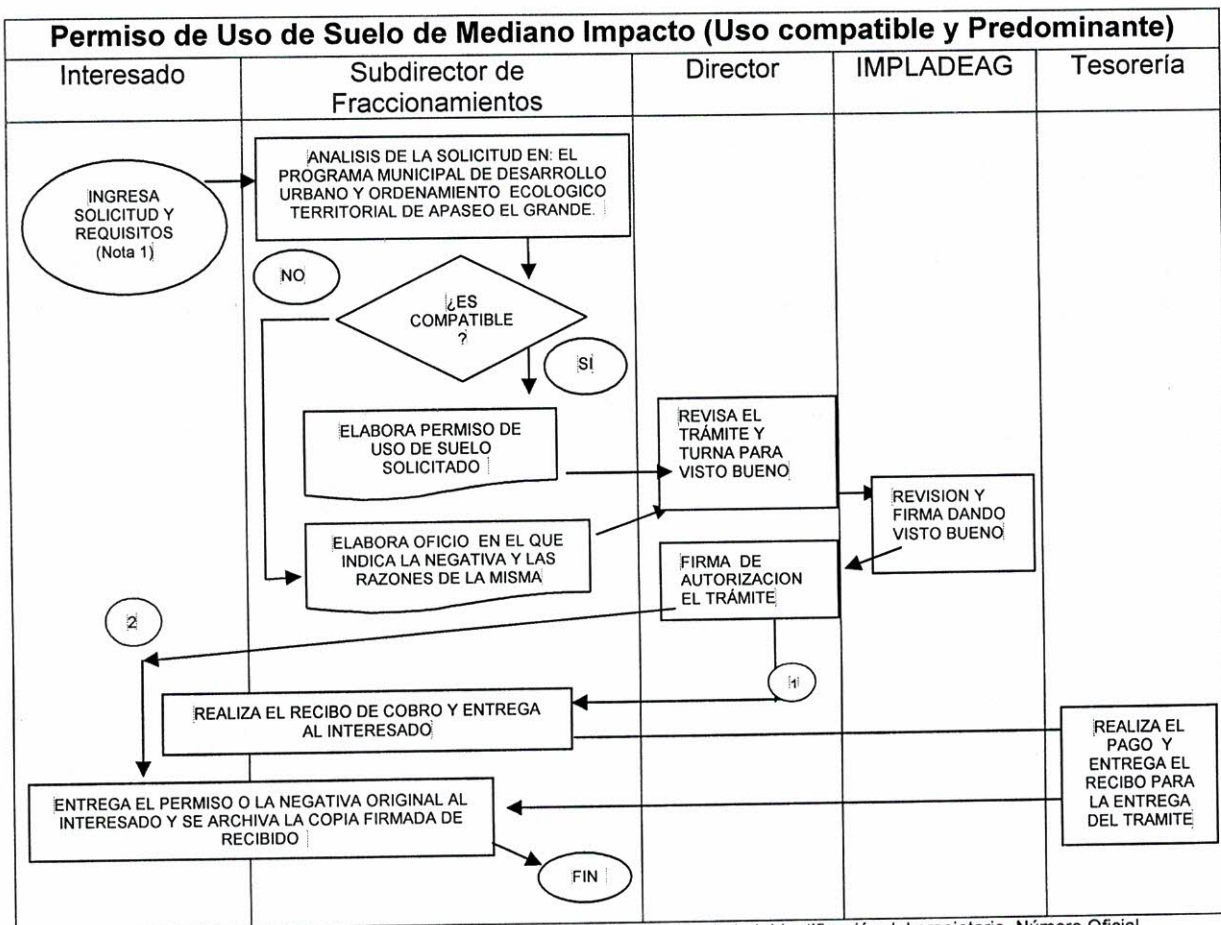 Permiso de Uso de Suelo de Mediano Impacto (Uso compatible y Predominante)
Interesado
Subdirector de
Fraccionamientos
Director
IMPLADEAG
Tesorería
INGRESA
SOLICITUD Y
REQUISITOS
(Nota 1)
ANALISIS DE LA SOLICITUD EN: EL
PROGRAMA MUNICIPAL DE DESARROLLO
URBANO Y ORDENAMIENTO ECOLOGICO
TERRITORIAL DE APASEO EL GRANDE.
NO
¿ES
COMPATIBLE
?
SI
ELABORA PERMISO DE
USO DE SUELO
SOLICITADO
REVISA EL
TRÁMITE Y
TURNA PARA
VISTO BUENO
REVISION Y
FIRMA DANDO
VISTO BUENO
ELABORA OFICIO EN EL QUE
INDICA LA NEGATIVA Y LAS
RAZONES DE LA MISMA
FIRMA DE
AUTORIZACION
EL TRÁMITE
2
1
REALIZA EL RECIBO DE COBRO Y ENTREGA
AL INTERESADO
REALIZA EL
PAGO Y
ENTREGA EL
RECIBO PARA
LA ENTREGA
DEL TRAMITE
ENTREGA EL PERMISO O LA NEGATIVA ORIGINAL AL
INTERESADO Y SE ARCHIVA LA COPIA FIRMADA DE
RECIBIDO
FIN
Número Oficial